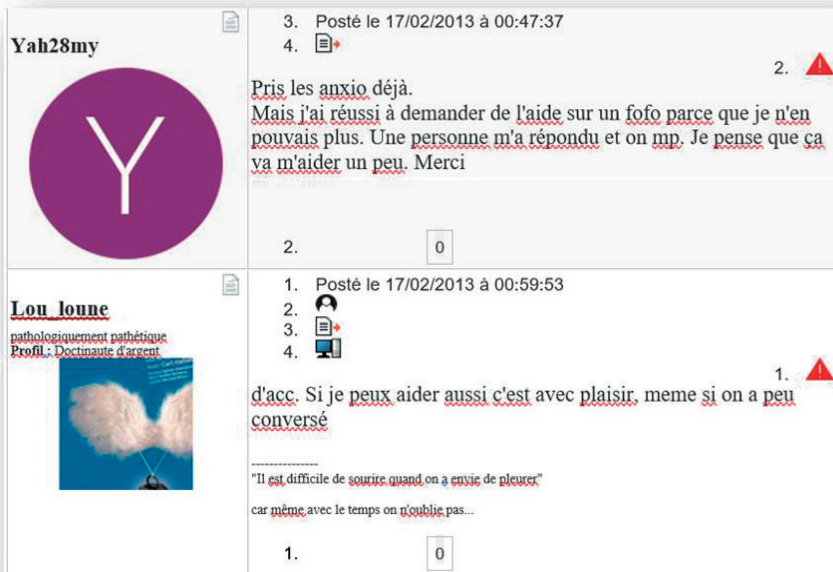 Yah28my
Y
3. Posté le 17/02/2013 à 00:47:37
4.
2.
Pris les anxio déjà.
Mais j'ai réussi à demander de l'aide sur un fofo parce que je n'en
pouvais plus. Une personne m'a répondu et on mp. Je pense que ça
va m'aider un peu. Merci
2. 0
Lou_loune
pathologiquement pathétique
Profil : Doctinaute d'argent
1. Posté le 17/02/2013 à 00:59:53
2.
3.
4.
1.
d'acc. Si je peux aider aussi c'est avec plaisir, meme si on a peu
conversé
---------------
"Il est difficile de sourire quand on a envie de pleurer"
car même avec le temps on n'oublie pas...
1. 0